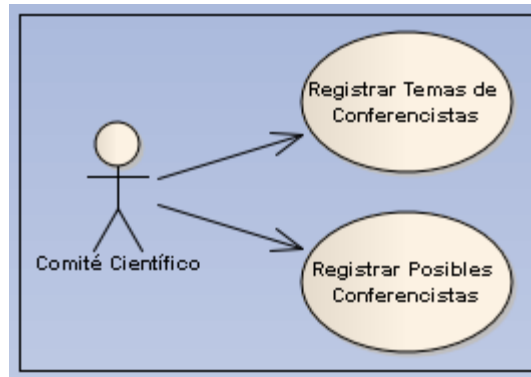 Registrar Temas de
Conferencistas
Comité Científico
Registrar Posibles
Conferencistas